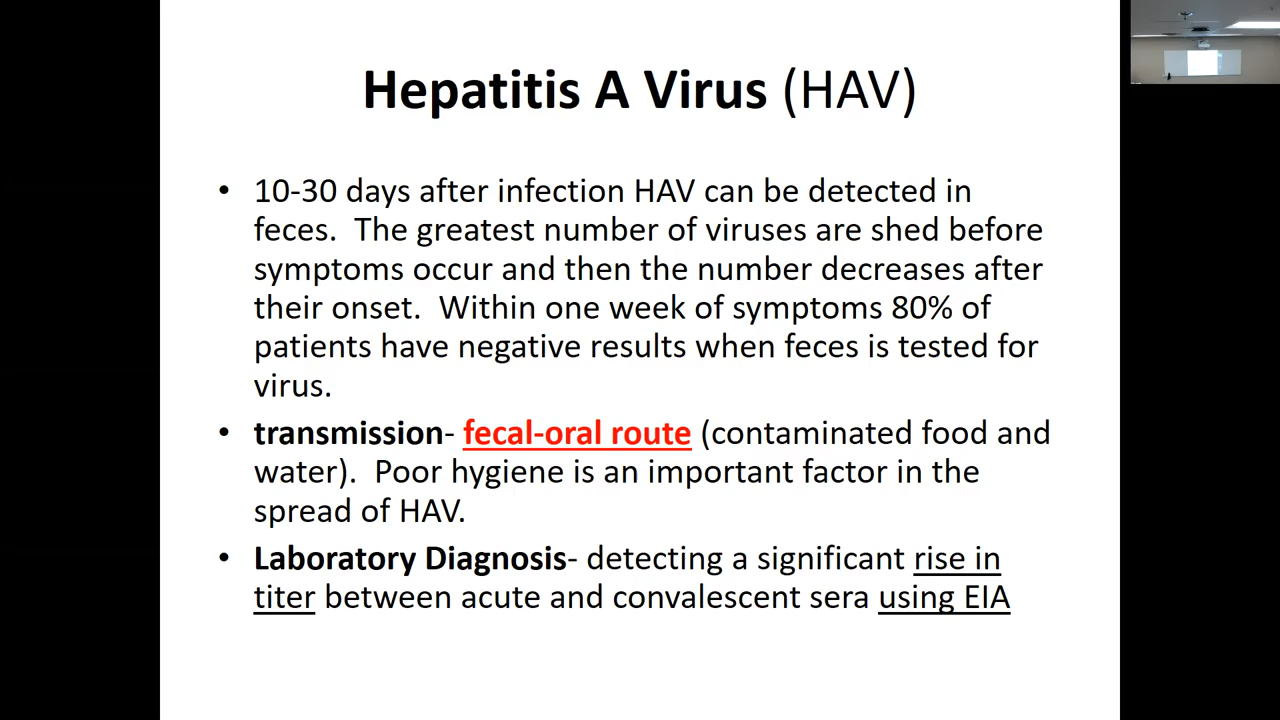 Hepatitis A Virus (HAV)
• 10-30 days after infection HAV can be detected in
feces.  The greatest number of viruses are shed before
symptoms occur and then the number decreases after
their onset.  Within one week of symptoms 80% of
patients have negative results when feces is tested for
virus.
• transmission- fecal-oral route (contaminated food and
water).  Poor hygiene is an important factor in the
spread of HAV.
• Laboratory Diagnosis- detecting a significant rise in
titer between acute and convalescent sera using EIA